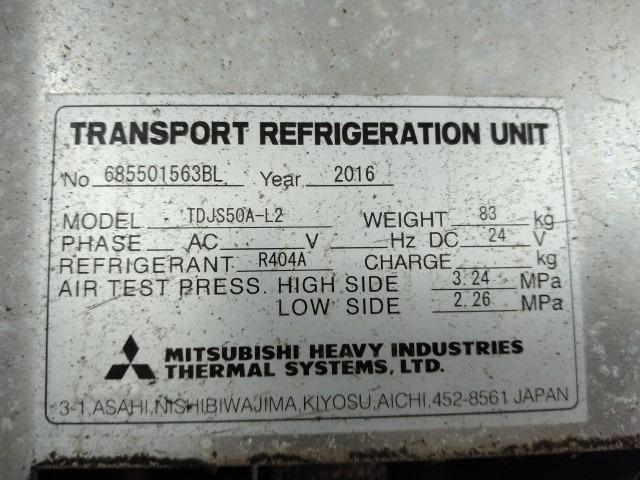 TRANSPORT REFRIGERATION UNIT
No 685501563BL. Year 2016
MODEL TDJS50A-L2 WEIGHT 83 kg
PHASE AC V Hz DC 24 V
REFRIGERANT R404A CHARGE kg
AIR TEST PRESS. HIGH SIDE 3.24 MPa
LOW SIDE 2.26 MPa
MITSUBISHI HEAVY INDUSTRIES
THERMAL SYSTEMS, LTD.
3-1,ASAHI,NISHIBIWAJIMA,KIYOSU,AICHI,452-8561 JAPAN